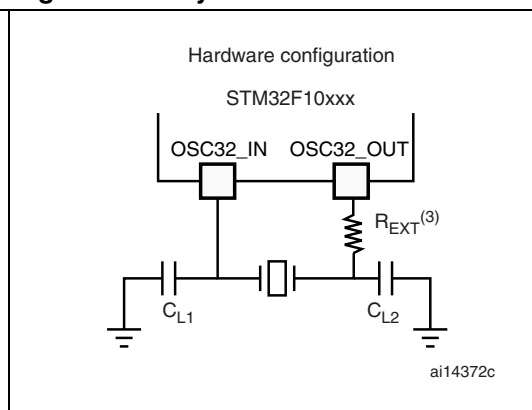 Hardware configuration
STM32F10xxx
OSC32_IN OSC32_OUT
REXT(3)
CL1
CL2
ai14372c